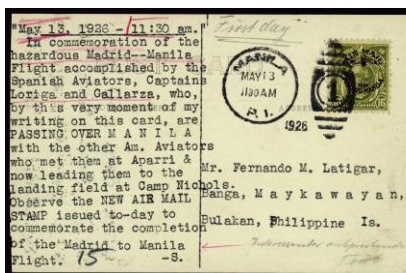 "May 13, 1926 - 11:30 am.
In commemoration of the
hazardous Madrid--Manila
Flight accomplished by the
Spanish Aviators, Captains
Loriga and Gallarza, who,
by this very moment of my
writing on this card, are
PASSING OVER M A N I L A
with the other Am. Aviators
who met them at Aparri &
now leading them to the
landing field at Camp Nichols.
Observe the NEW AIR MAIL
STAMP issued to-day to
commemorate the completion
of the Madrid to Manila
Flight. 15 -S.
"First day"
MANILA
MAY 13
11:30 AM
P. I.
1926
1
16
Mr. Fernando M. Latigar,
Banga, M a y k a w a y a n,
Bulakan, Philippine Is.